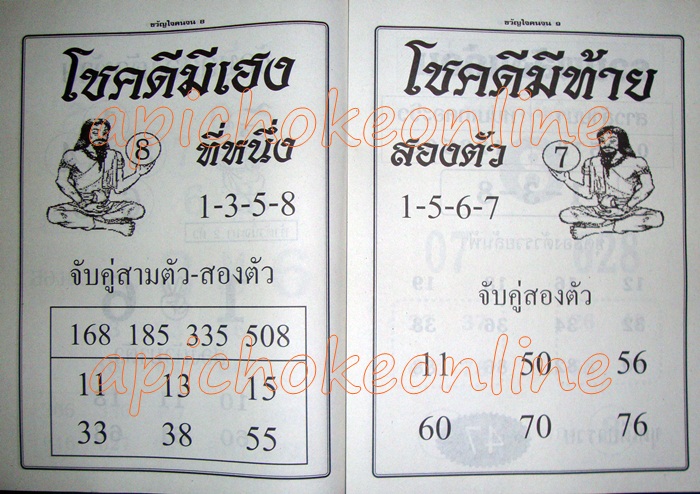 ขวัญใจคนจน ๑
โชคดีมีเฮง
8 ที่หนึ่ง
1-3-5-8
จับคู่สามตัว-สองตัว
168 185 335 508
11 13 15
33 38 55
ขวัญใจคนจน ๑
โชคดีมีท้าย
สองตัว 7
1-5-6-7
จับคู่สองตัว
11 50 56
60 70 76
apichokeonline
apichokeonline